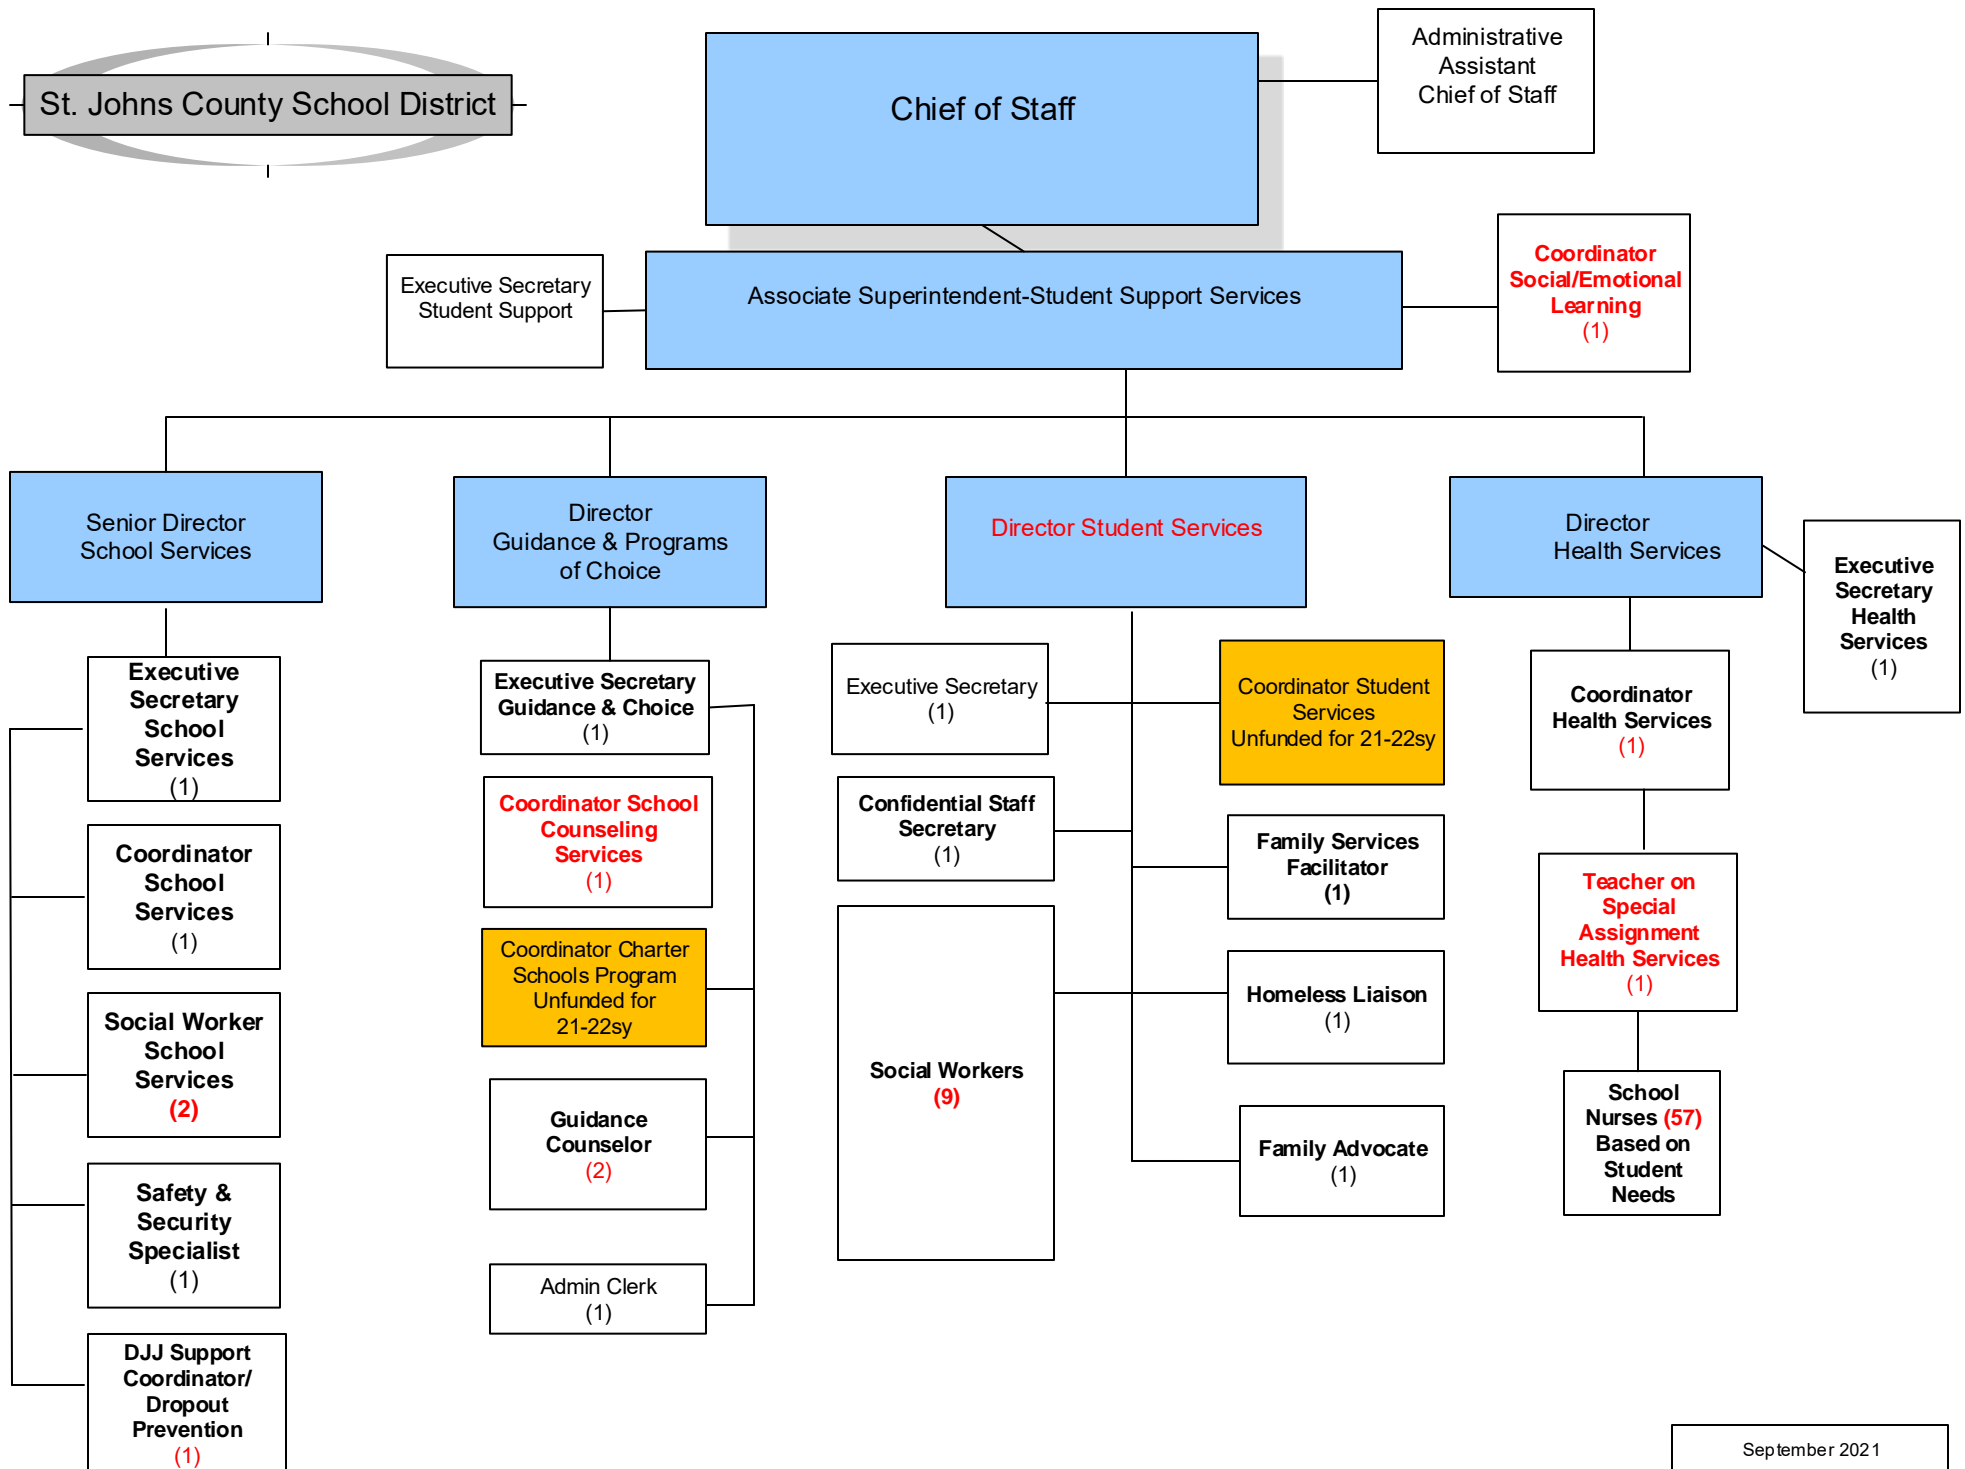 St. Johns County School District
Chief of Staff
Administrative
Assistant
Chief of Staff
Executive Secretary
Student Support
Associate Superintendent-Student Support Services
Coordinator
Social/Emotional
Learning
(1)
Senior Director
School Services
Director
Guidance & Programs
of Choice
Director Student Services
Director
Health Services
Executive
Secretary
Health
Services
(1)
Executive
Secretary
School
Services
(1)
Coordinator
School
Services
(1)
Social Worker
School
Services
(2)
Safety &
Security
Specialist
(1)
DJJ Support
Coordinator/
Dropout
Prevention
(1)
Executive Secretary
Guidance & Choice
(1)
Coordinator School
Counseling
Services
(1)
Coordinator Charter
Schools Program
Unfunded for
21-22sy
Guidance
Counselor
(2)
Admin Clerk
(1)
Executive Secretary
(1)
Confidential Staff
Secretary
(1)
Social Workers
(9)
Coordinator Student
Services
Unfunded for 21-22sy
Family Services
Facilitator
(1)
Homeless Liaison
(1)
Family Advocate
(1)
Coordinator
Health Services
(1)
Teacher on
Special
Assignment
Health Services
(1)
School
Nurses (57)
Based on
Student
Needs
September 2021